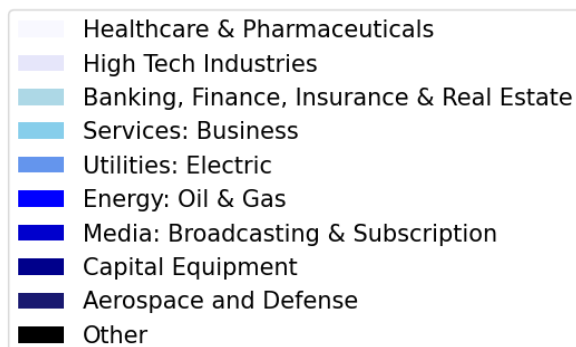 Healthcare & Pharmaceuticals
High Tech Industries
Banking, Finance, Insurance & Real Estate
Services: Business
Utilities: Electric
Energy: Oil & Gas
Media: Broadcasting & Subscription
Capital Equipment
Aerospace and Defense
Other